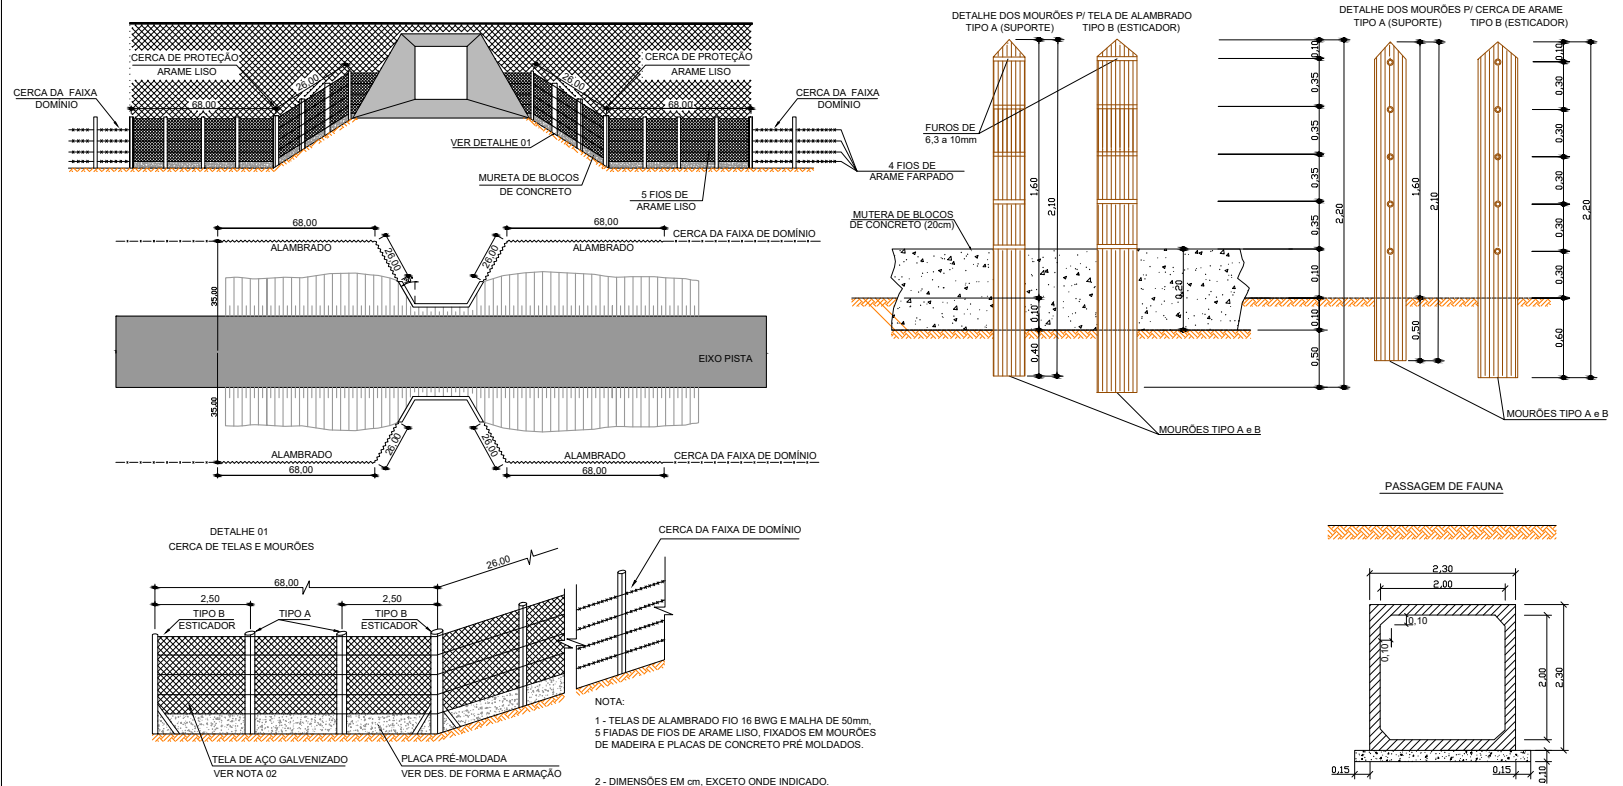 CERCA DE PROTEÇÃO
ARAME LISO
26,00
68,00
CERCA DA FAIXA
DOMÍNIO
CERCA DE PROTEÇÃO
ARAME LISO
26,00
68,00
CERCA DA FAIXA
DOMÍNIO
VER DETALHE 01
MURETA DE BLOCOS
DE CONCRETO
5 FIOS DE
ARAME LISO
4 FIOS DE
ARAME FARPADO
68,00
68,00
CERCA DA FAIXA DE DOMÍNIO
ALAMBRADO
ALAMBRADO
26,00
26,00
35,00
EIXO PISTA
35,00
26,00
26,00
ALAMBRADO
ALAMBRADO
CERCA DA FAIXA DE DOMÍNIO
68,00
68,00
DETALHE DOS MOURÕES P/ TELA DE ALAMBRADO
TIPO A (SUPORTE)
TIPO B (ESTICADOR)
FUROS DE
6,3 a 10mm
MUTERA DE BLOCOS
DE CONCRETO (20cm)
1,60
2,10
0,10
0,40
0,20
0,10
0,35
0,35
0,35
0,35
0,10
0,10
0,50
2,20
MOURÕES TIPO A e B
DETALHE DOS MOURÕES P/ CERCA DE ARAME
TIPO A (SUPORTE)
TIPO B (ESTICADOR)
1,60
2,10
0,50
0,10
0,30
0,30
0,30
0,30
0,30
0,60
2,20
MOURÕES TIPO A e B
DETALHE 01
CERCA DE TELAS E MOURÕES
68,00
26,00
2,50
2,50
TIPO B
ESTICADOR
TIPO A
TIPO B
ESTICADOR
CERCA DA FAIXA DE DOMÍNIO
TELA DE AÇO GALVENIZADO
VER NOTA 02
PLACA PRÉ-MOLDADA
VER DES. DE FORMA E ARMAÇÃO
NOTA:
1 - TELAS DE ALAMBRADO FIO 16 BWG E MALHA DE 50mm,
5 FIADAS DE FIOS DE ARAME LISO, FIXADOS EM MOURÕES
DE MADEIRA E PLACAS DE CONCRETO PRÉ MOLDADOS.
2 - DIMENSÕES EM cm, EXCETO ONDE INDICADO.
PASSAGEM DE FAUNA
2,30
2,00
0,10
0,10
2,00
2,30
0,15
0,15
0,10